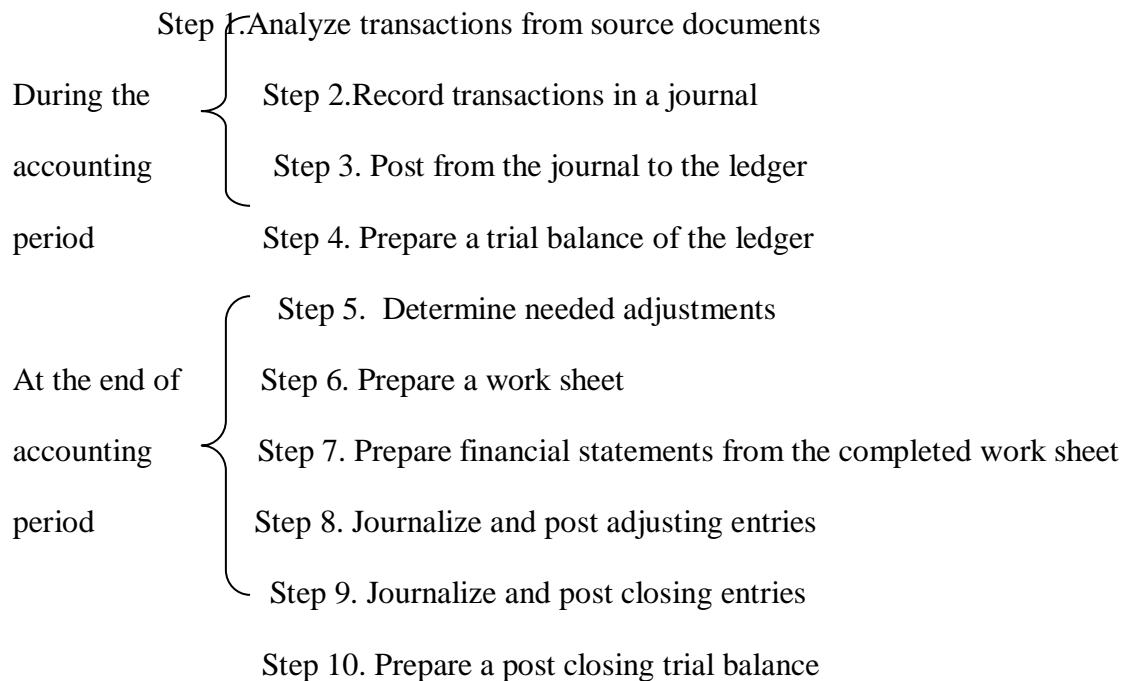 Step 1.Analyze transactions from source documents
During the Step 2.Record transactions in a journal
accounting Step 3. Post from the journal to the ledger
period Step 4. Prepare a trial balance of the ledger
Step 5. Determine needed adjustments
At the end of Step 6. Prepare a work sheet
accounting Step 7. Prepare financial statements from the completed work sheet
period Step 8. Journalize and post adjusting entries
Step 9. Journalize and post closing entries
Step 10. Prepare a post closing trial balance